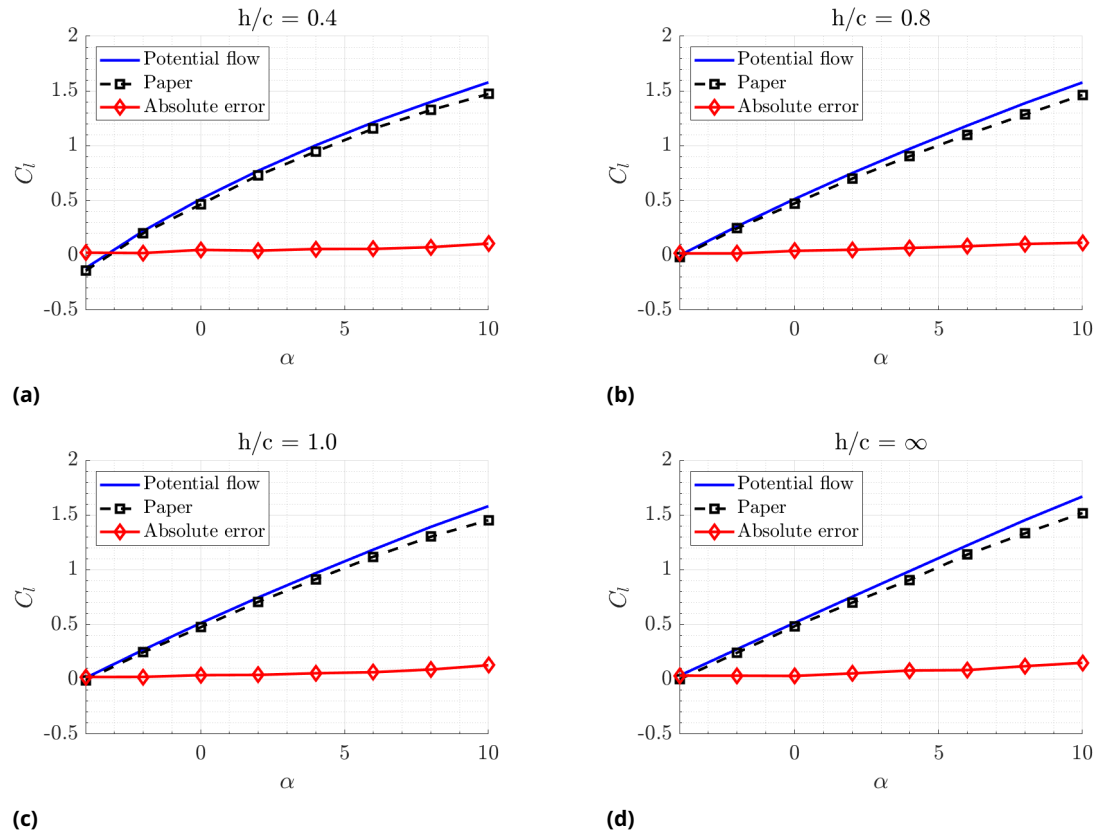 h/c = 0.4
2
1.5
1
0.5
0
-0.5
C_l
Potential flow
Paper
Absolute error
0
5
10
α
(a)
h/c = 0.8
2
1.5
1
0.5
0
-0.5
C_l
Potential flow
Paper
Absolute error
0
5
10
α
(b)
h/c = 1.0
2
1.5
1
0.5
0
-0.5
C_l
Potential flow
Paper
Absolute error
0
5
10
α
(c)
h/c = ∞
2
1.5
1
0.5
0
-0.5
C_l
Potential flow
Paper
Absolute error
0
5
10
α
(d)